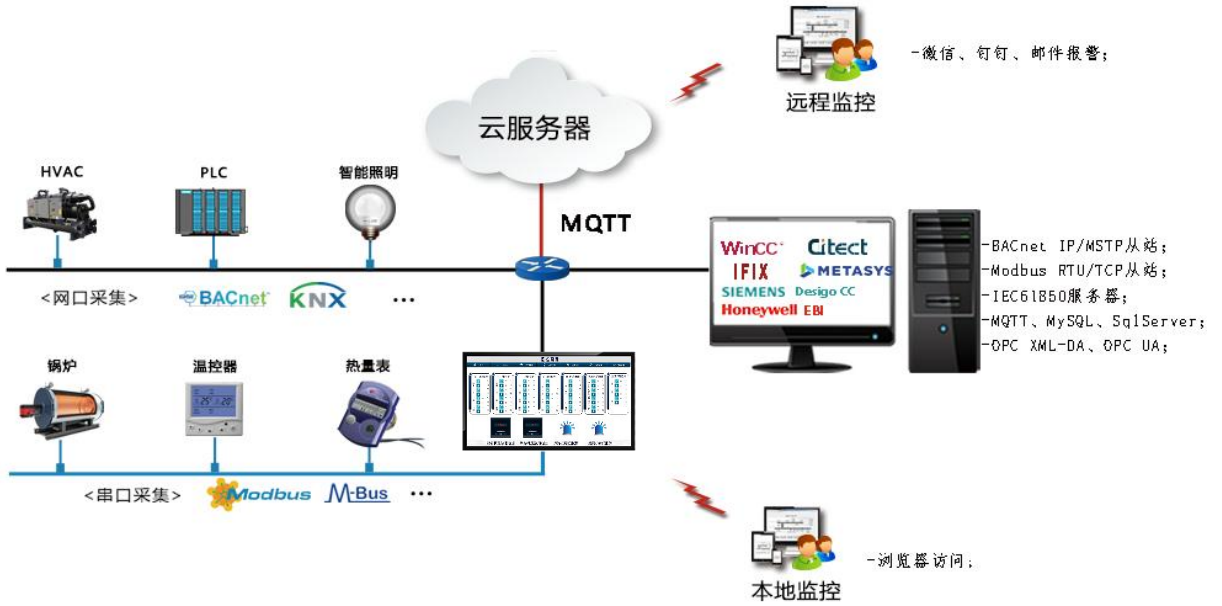 -微信、钉钉、邮件报警;
远程监控
云服务器
HVAC
PLC
智能照明
MQTT
<网口采集>
BACnet
KNX
...
WinCC
Citect
IFIX
METASYS
SIEMENS Desigo CC
Honeywell EBI
-BACnet IP/MSTP从站;
-Modbus RTU/TCP从站;
-IEC61850服务器;
-MQTT、MySQL、SqlServer;
-OPC XML-DA、OPC UA;
锅炉
温控器
热量表
<串口采集>
Modbus
M-Bus
...
-浏览器访问;
本地监控